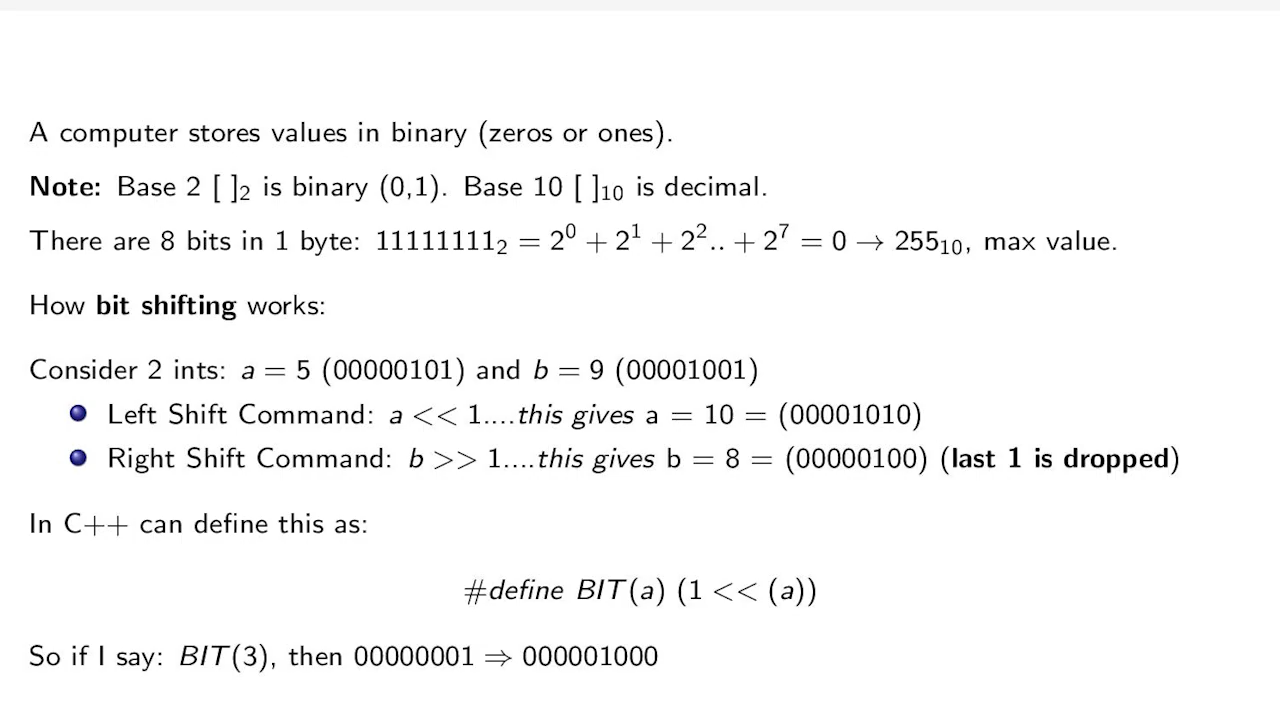 A computer stores values in binary (zeros or ones).
Note: Base 2 [ ]₂ is binary (0,1). Base 10 [ ]₁₀ is decimal.
There are 8 bits in 1 byte: 11111111₂ = 2⁰ + 2¹ + 2².. + 2⁷ = 0 → 255₁₀, max value.
How bit shifting works:
Consider 2 ints: a = 5 (00000101) and b = 9 (00001001)
Left Shift Command: a << 1....this gives a = 10 = (00001010)
Right Shift Command: b >> 1....this gives b = 8 = (00000100) (last 1 is dropped)
In C++ can define this as:
#define BIT(a) (1 << (a))
So if I say: BIT(3), then 00000001 ⇒ 000001000